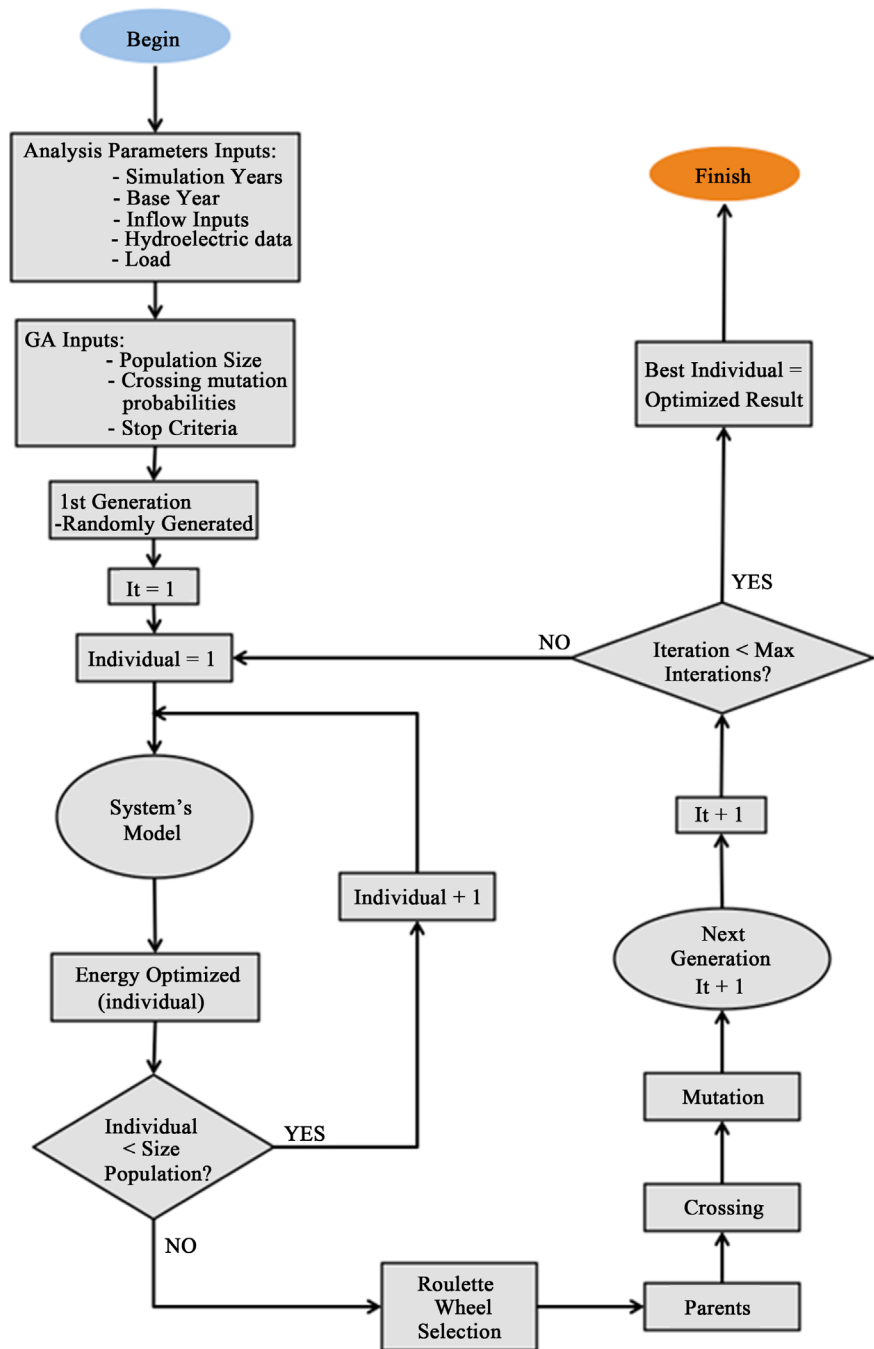 Begin
Analysis Parameters Inputs:
- Simulation Years
- Base Year
- Inflow Inputs
- Hydroelectric data
- Load
GA Inputs:
- Population Size
- Crossing mutation
probabilities
- Stop Criteria
1st Generation
-Randomly Generated
It = 1
Individual = 1
System's
Model
Energy Optimized
(individual)
Individual
< Size
Population?
YES
Individual + 1
NO
Roulette
Wheel
Selection
Parents
Crossing
Mutation
Next
Generation
It + 1
It + 1
Iteration < Max
Interations?
NO
YES
Best Individual =
Optimized Result
Finish